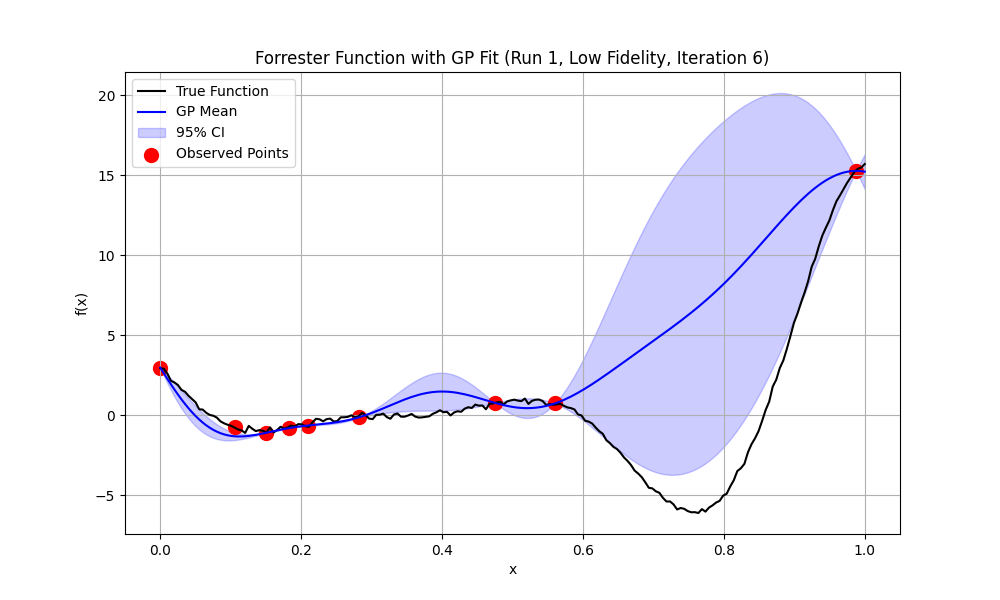 Forrester Function with GP Fit (Run 1, Low Fidelity, Iteration 6)
True Function
GP Mean
95% CI
Observed Points
f(x)
20
15
10
5
0
−5
0.0 0.2 0.4 0.6 0.8 1.0
x